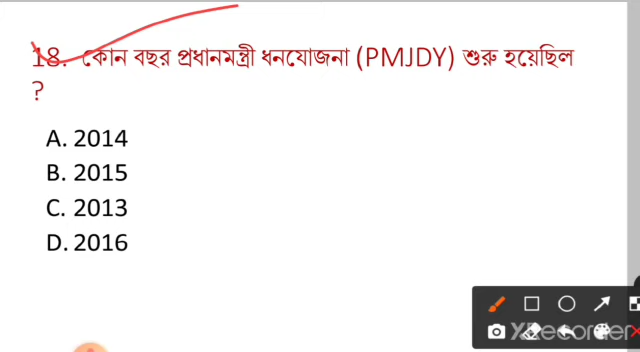 18. কোন বছর প্রধানমন্ত্রী ধনযোজনা (PMJDY) শুরু হয়েছিল
?
A. 2014
B. 2015
C. 2013
D. 2016
XRecorder